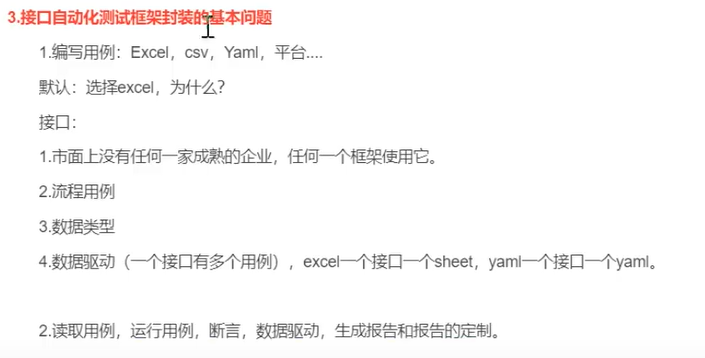 3.接口自动化测试框架封装的基本问题
1.编写用例：Excel，csv，Yaml，平台....
默认：选择excel，为什么？
接口：
1.市面上没有任何一家成熟的企业，任何一个框架使用它。
2.流程用例
3.数据类型
4.数据驱动（一个接口有多个用例），excel一个接口一个sheet，yaml一个接口一个yaml。
2.读取用例，运行用例，断言，数据驱动，生成报告和报告的定制。